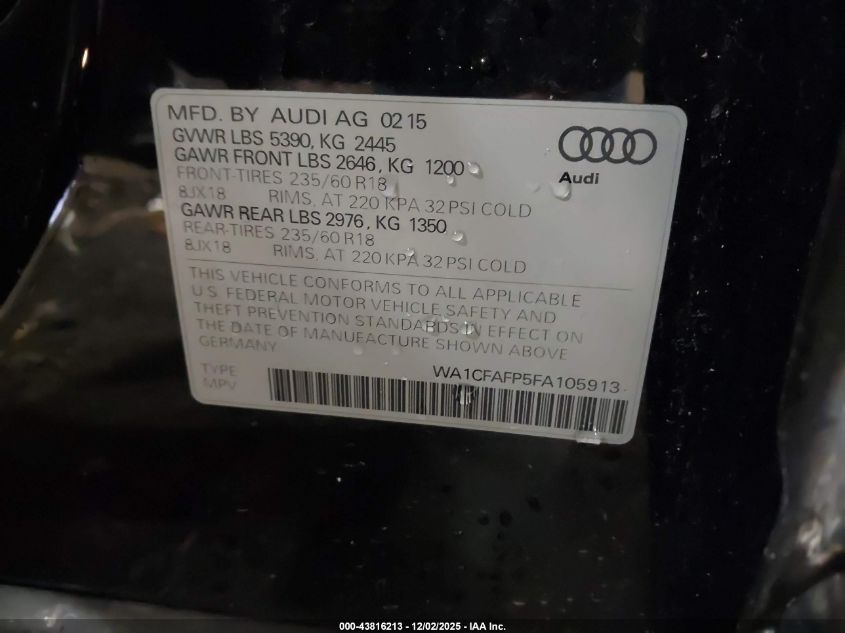 MFD. BY AUDI AG 02 15
GVWR LBS 5390, KG 2445
GAWR FRONT LBS 2646, KG 1200
FRONT-TIRES 235/60 R18
8JX18 RIMS, AT 220 KPA 32 PSI COLD
GAWR REAR LBS 2976, KG 1350
REAR-TIRES 235/60 R18
8JX18 RIMS, AT 220 KPA 32 PSI COLD
Audi
THIS VEHICLE CONFORMS TO ALL APPLICABLE
U.S. FEDERAL MOTOR VEHICLE SAFETY AND
THEFT PREVENTION STANDARDS IN EFFECT ON
THE DATE OF MANUFACTURE SHOWN ABOVE
GERMANY
TYPE WA1CFAFP5FA105913
MPV
000-43816213 - 12/02/2025 - IAA Inc.